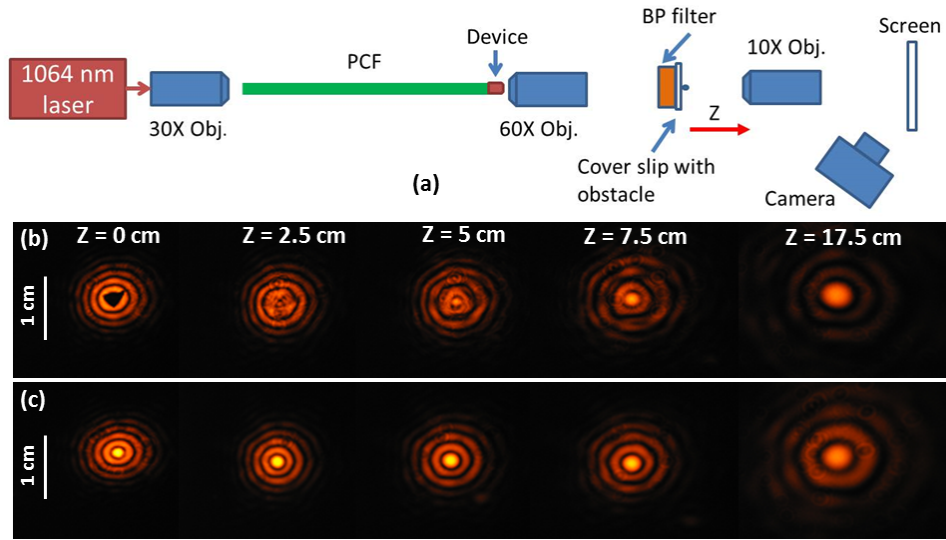 BP filter
Screen
Device
10X Obj.
PCF
1064 nm
laser
Z
30X Obj.
60X Obj.
Cover slip with
obstacle
Camera
(a)
(b)
Z = 0 cm
Z = 2.5 cm
Z = 5 cm
Z = 7.5 cm
Z = 17.5 cm
1 cm
(c)
1 cm